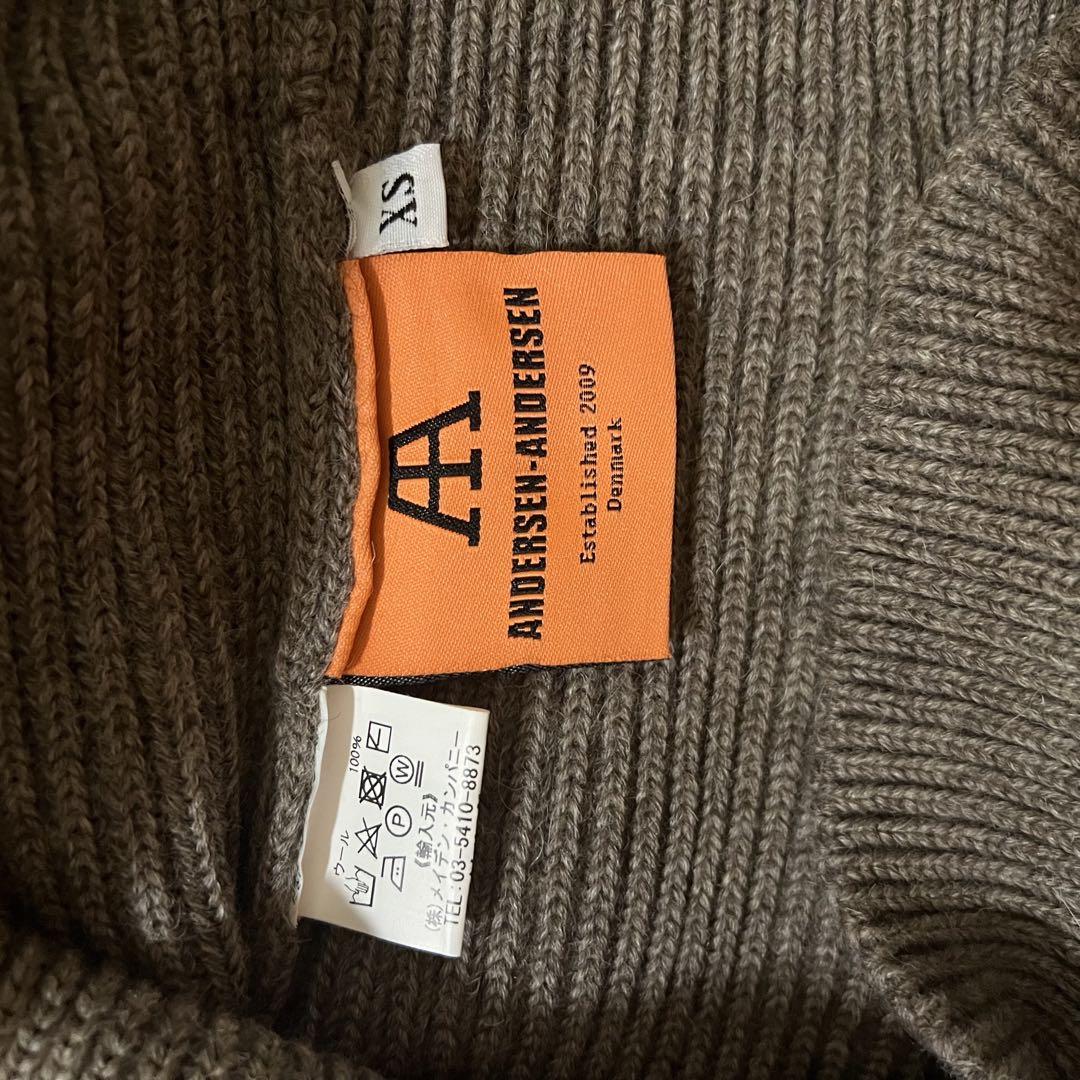 XS
AA
ANDERSEN-ANDERSEN
Established 2009
Denmark
ウール 100%
P W
《輸入元》
(株)メイデン・カンパニー
TEL:03-5410-8873